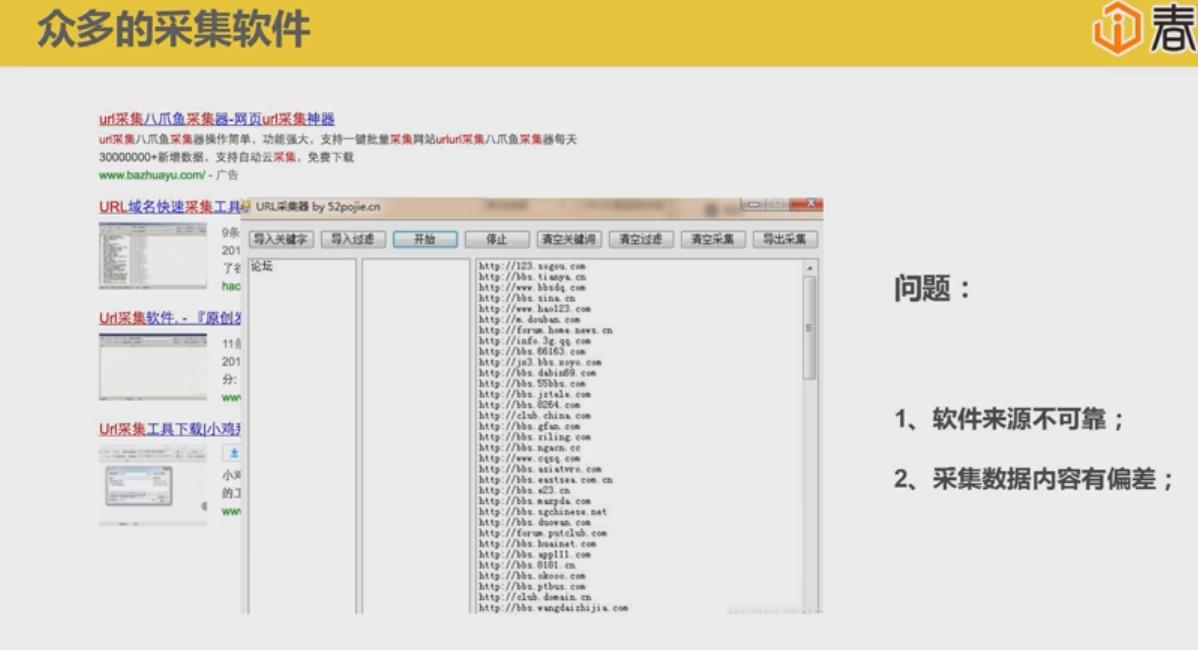 众多的采集软件
春
url采集八爪鱼采集器-网页url采集神器
url采集八爪鱼采集器操作简单，功能强大，支持一键批量采集网站urlurl采集八爪鱼采集器每天
30000000+新增数据，支持自动云采集，免费下载
www.bazhuayu.com/ - 广告
URL域名快速采集工具
9条
201
了谷
hac
Url采集软件. - 『原创发
11条
201
分:
www
Url采集工具下载|小鸡
小鸡
的工
www
URL采集器 by 52pojie.cn
导入关键字 导入过滤 开始 停止 清空关键词 清空过滤 清空采集 导出采集
论坛
http://123.sogou.com
http://bbs.tianya.cn
http://www.bbsdq.com
http://bbs.sina.cn
http://www.hao123.com
http://m.douban.com
http://forum.home.news.cn
http://info.3g.qq.com
http://bbs.66163.com
http://jx3.bbs.xoyo.com
http://bbs.dabin69.com
http://bbs.55bbs.com
http://bbs.jztele.com
http://bbs.8264.com
http://club.china.com
http://bbs.gfan.com
http://bbs.ziling.com
http://bbs.ngacn.cc
http://www.cqsq.com
http://bbs.asiatvro.com
http://bbs.eastsea.com.cn
http://bbs.e23.cn
http://bbs.maxpda.com
http://bbs.sgchinese.net
http://bbs.duowan.com
http://forum.putclub.com
http://bbs.huainet.com
http://bbs.app111.com
http://bbs.8181.cn
http://bbs.okooo.com
http://bbs.ptbus.com
http://club.domain.cn
http://bbs.wangdaizhijia.com
问题：
1、软件来源不可靠；
2、采集数据内容有偏差；